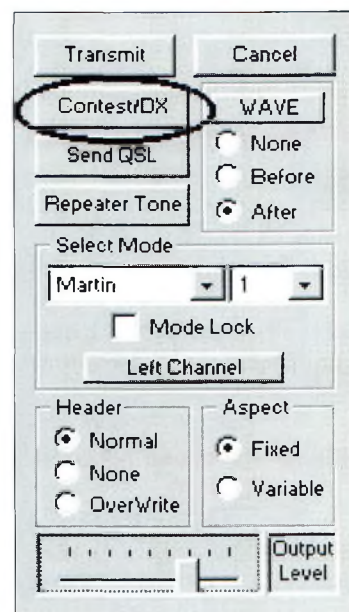 Transmit Cancel
Contest/DX WAVE
Send QSL None
Before
Repeater Tone After
Select Mode
Martin 1
Mode Lock
Left Channel
Header Aspect
Normal Fixed
None Variable
OverWrite
Output
Level